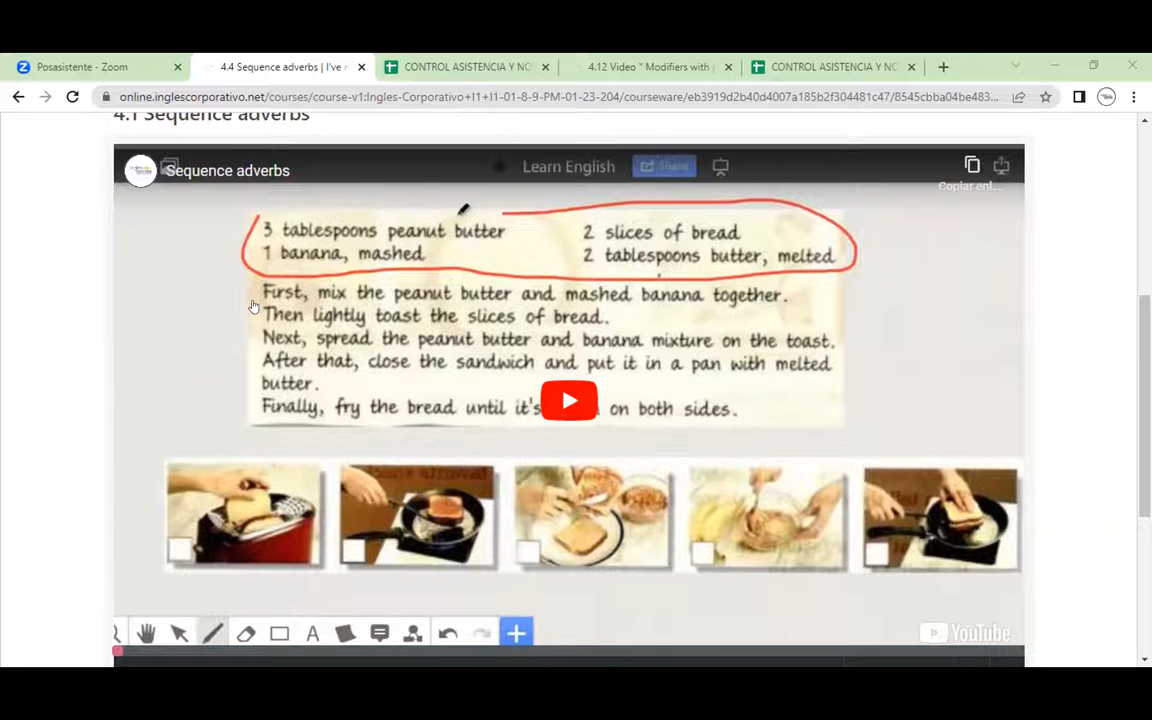 Posasistente - Zoom
4.4 Sequence adverbs | I've n
CONTROL ASISTENCIA Y NO
4.12 Video " Modifiers with
CONTROL ASISTENCIA Y NO
online.inglescorporativo.net/courses/course-v1:Ingles-Corporativo+I1+I1-01-8-9-PM-01-23-204/courseware/eb3919d2b40d4007a185b2f304481c47/8545cbba04be483...
4.1 Sequence adverbs
Sequence adverbs
Learn English
Share
Copiar enl...
3 tablespoons peanut butter
2 slices of bread
1 banana, mashed
2 tablespoons butter, melted
First, mix the peanut butter and mashed banana together.
Then lightly toast the slices of bread.
Next, spread the peanut butter and banana mixture on the toast.
After that, close the sandwich and put it in a pan with melted
butter.
Finally, fry the bread until it's on both sides.
A
YouTube